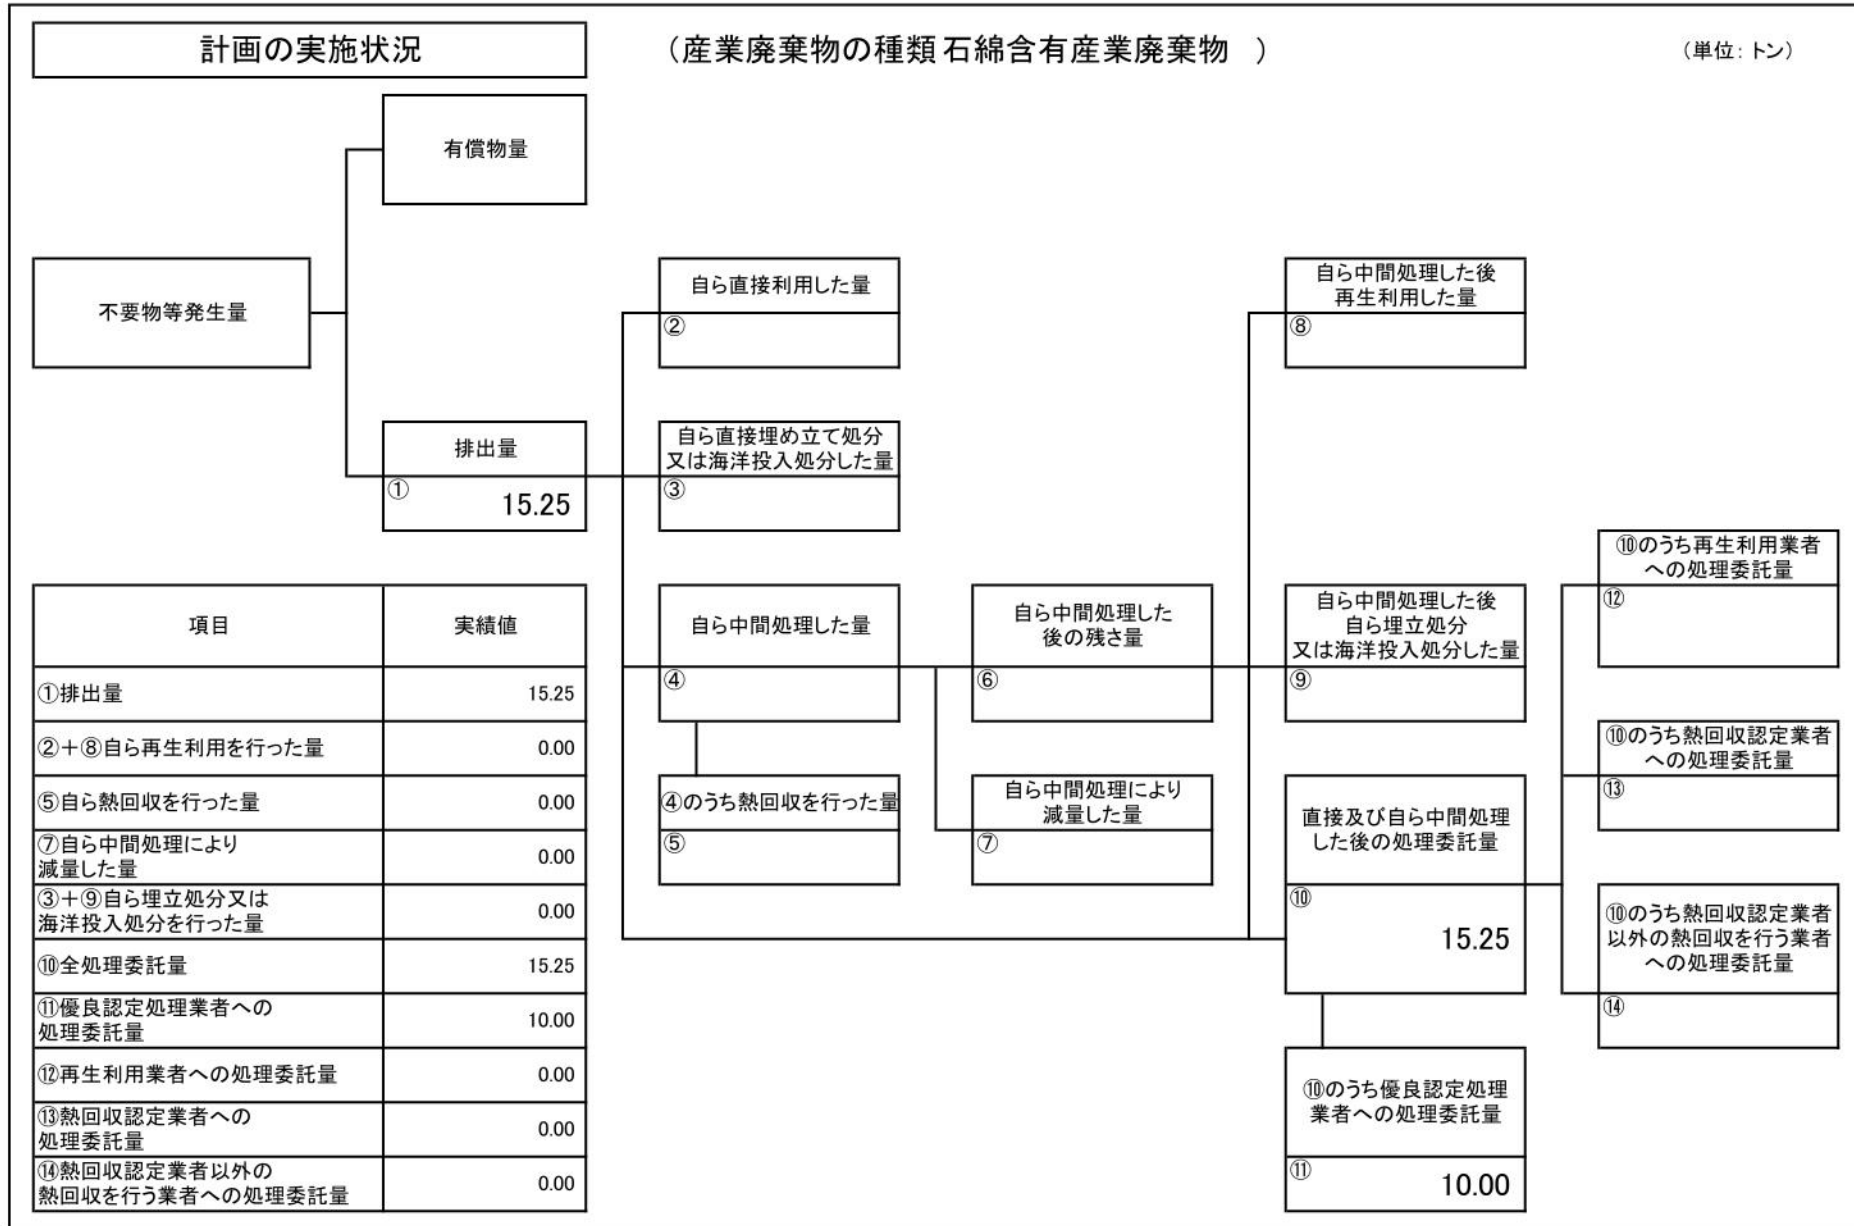 計画の実施状況
（産業廃棄物の種類 石綿含有産業廃棄物　）
（単位：トン）
有償物量
不要物等発生量
自ら直接利用した量
②
自ら中間処理した後
再生利用した量
⑧
排出量
① 15.25
自ら直接埋め立て処分
又は海洋投入処分した量
③
⑩のうち再生利用業者
への処理委託量
⑫
自ら中間処理した量
④
自ら中間処理した
後の残さ量
⑥
自ら中間処理した後
自ら埋立処分
又は海洋投入処分した量
⑨
⑩のうち熱回収認定業者
への処理委託量
⑬
④のうち熱回収を行った量
⑤
自ら中間処理により
減量した量
⑦
直接及び自ら中間処理
した後の処理委託量
⑩
15.25
⑩のうち熱回収認定業者
以外の熱回収を行う業者
への処理委託量
⑭
⑩のうち優良認定処理
業者への処理委託量
⑪ 10.00
項目 実績値
①排出量 15.25
②＋⑧自ら再生利用を行った量 0.00
⑤自ら熱回収を行った量 0.00
⑦自ら中間処理により
減量した量 0.00
③＋⑨自ら埋立処分又は
海洋投入処分を行った量 0.00
⑩全処理委託量 15.25
⑪優良認定処理業者への
処理委託量 10.00
⑫再生利用業者への処理委託量 0.00
⑬熱回収認定業者への
処理委託量 0.00
⑭熱回収認定業者以外の
熱回収を行う業者への処理委託量 0.00